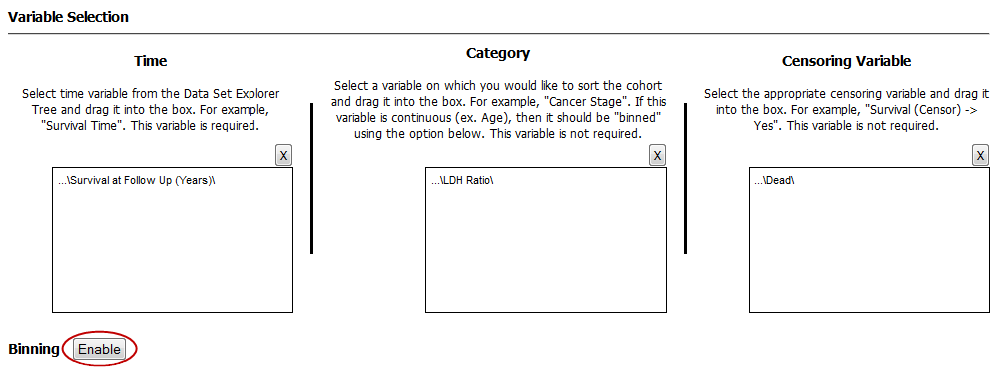 Variable Selection
Time
Select time variable from the Data Set Explorer
Tree and drag it into the box. For example,
"Survival Time". This variable is required.
X
...\Survival at Follow Up (Years)\
Category
Select a variable on which you would like to sort the cohort
and drag it into the box. For example, "Cancer Stage". If this
variable is continuous (ex. Age), then it should be "binned"
using the option below. This variable is not required.
X
...\LDH Ratio\
Censoring Variable
Select the appropriate censoring variable and drag it
into the box. For example, "Survival (Censor) ->
Yes". This variable is not required.
X
...\Dead\
Binning Enable